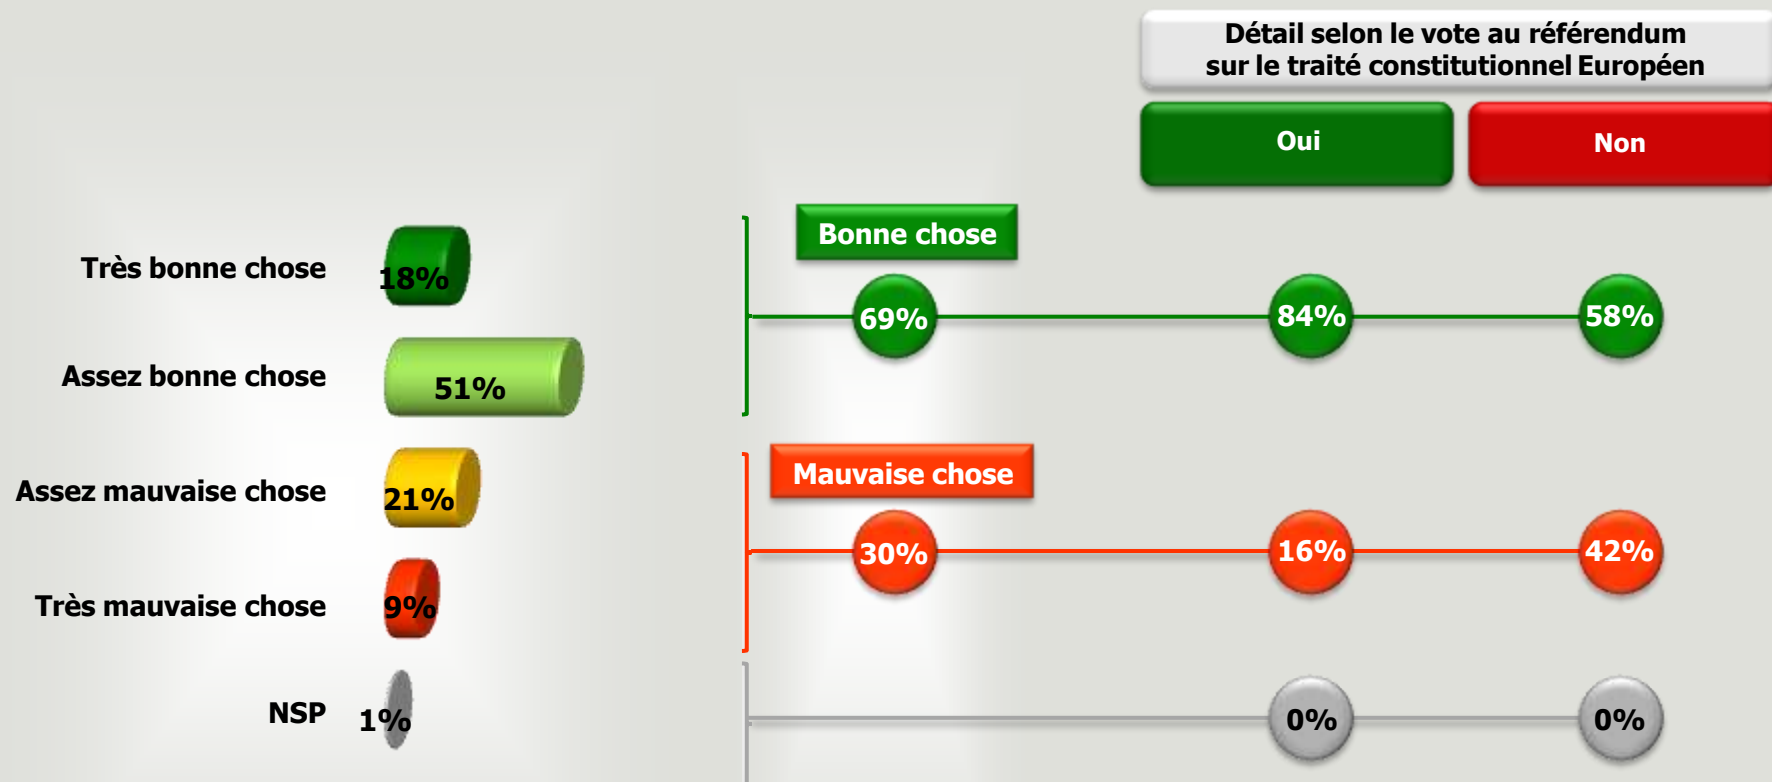 Détail selon le vote au référendum
sur le traité constitutionnel Européen
Oui
Non
Bonne chose
Très bonne chose
18%
69%
84%
58%
Assez bonne chose
51%
Mauvaise chose
Assez mauvaise chose
21%
30%
16%
42%
Très mauvaise chose
9%
NSP
1%
0%
0%